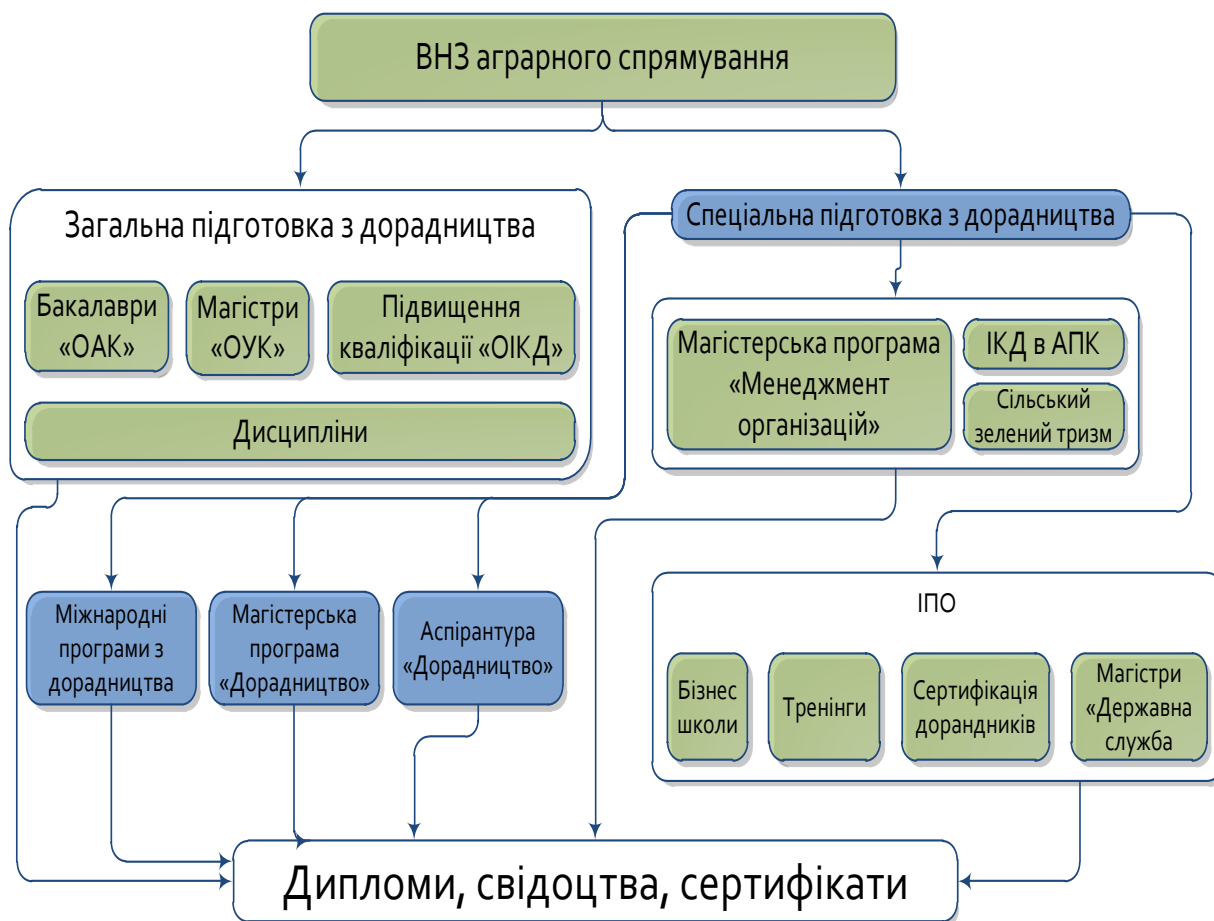 ВНЗ аграрного спрямування
Загальна підготовка з дорадництва
Бакалаври
«ОАК»
Магістри
«ОУК»
Підвищення
кваліфікації «ОІКД»
Дисципліни
Спеціальна підготовка з дорадництва
Магістерська програма
«Менеджмент
організацій»
ІКД в АПК
Сільський
зелений тризм
Міжнародні
програми з
дорадництва
Магістерська
програма
«Дорадництво»
Аспірантура
«Дорадництво»
ІПО
Бізнес
школи
Тренінги
Сертифікація
дорандників
Магістри
«Державна
служба
Дипломи, свідоцтва, сертифікати